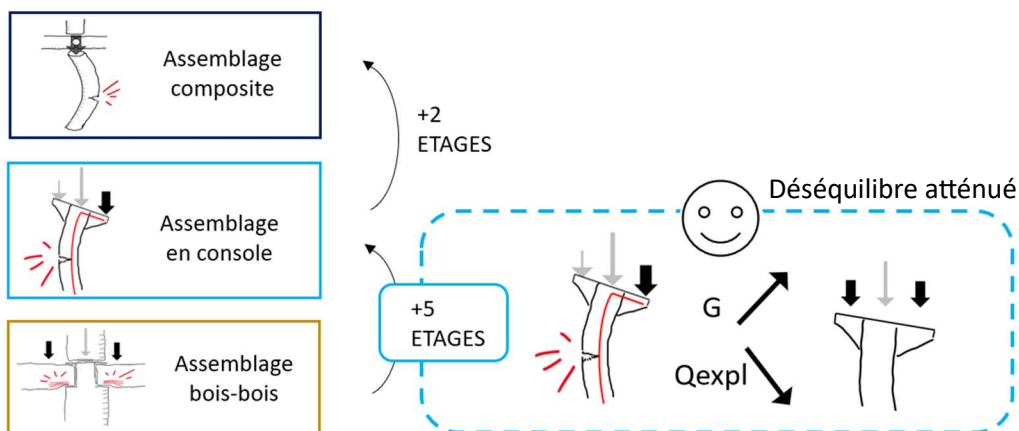 Assemblage
composite
+2
ETAGES
Assemblage
en console
+5
ETAGES
Assemblage
bois-bois
Déséquilibre atténué
G
Qexpl